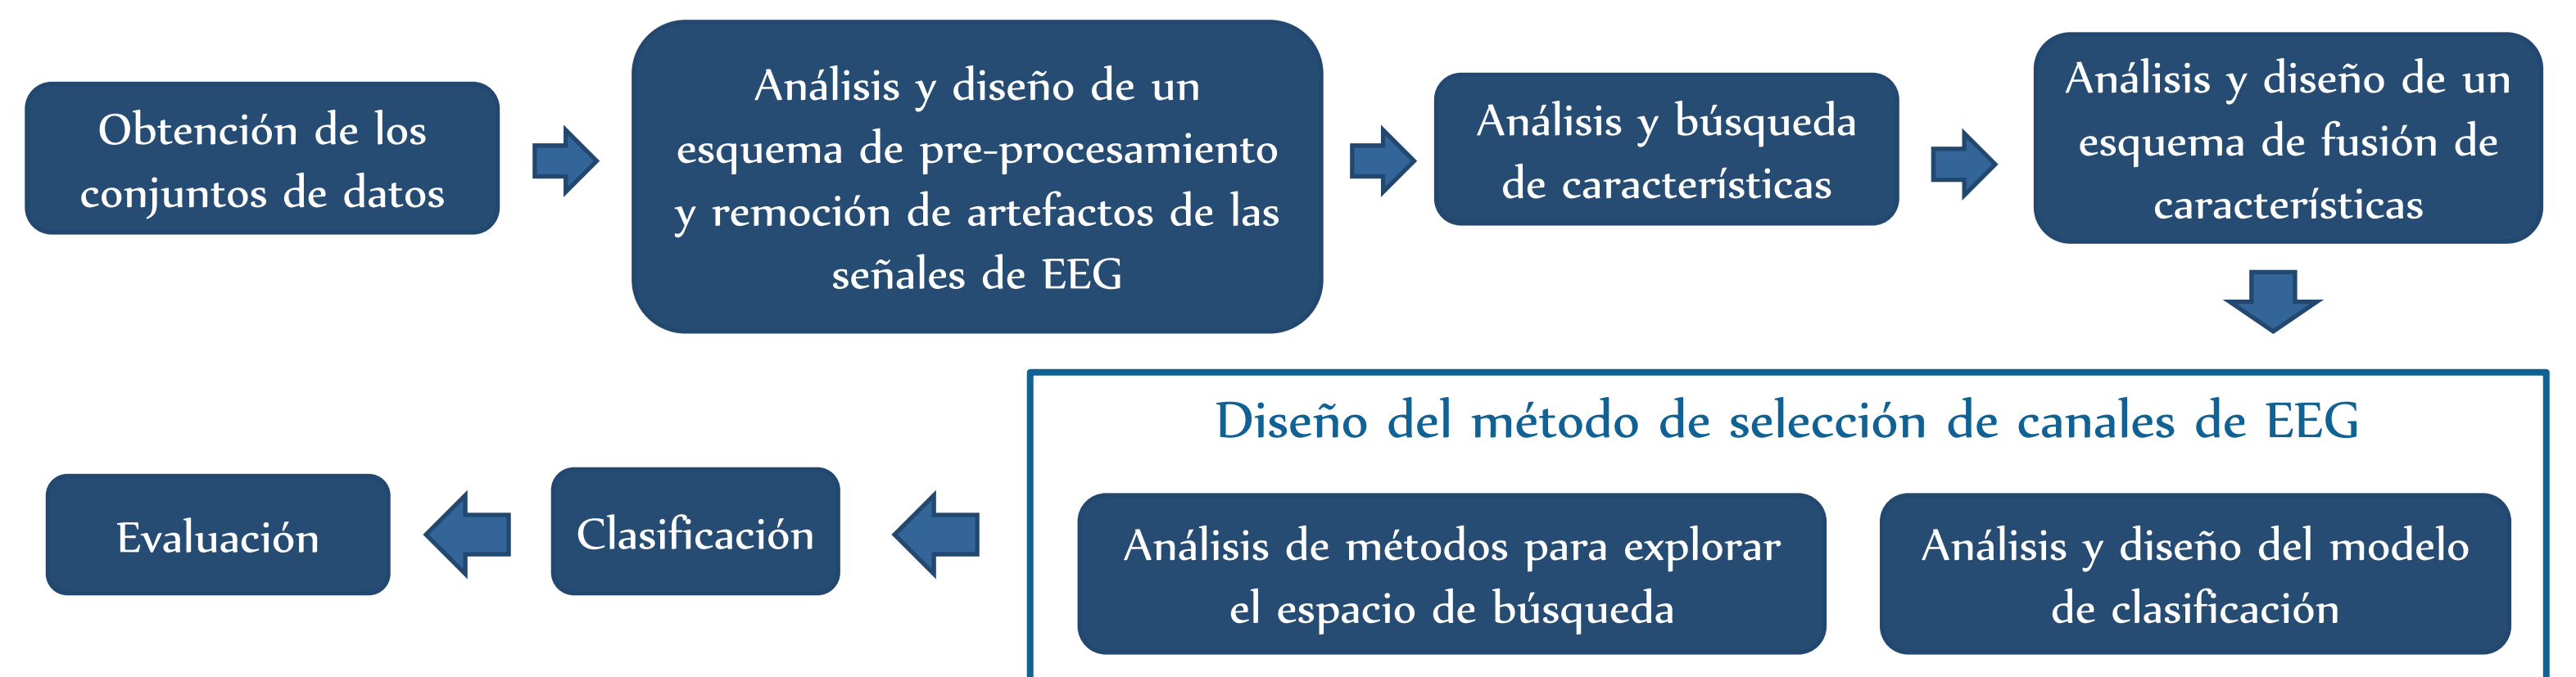 Obtención de los
conjuntos de datos
Análisis y diseño de un
esquema de pre-procesamiento
y remoción de artefactos de las
señales de EEG
Análisis y búsqueda
de características
Análisis y diseño de un
esquema de fusión de
características
Diseño del método de selección de canales de EEG
Análisis de métodos para explorar
el espacio de búsqueda
Análisis y diseño del modelo
de clasificación
Clasificación
Evaluación